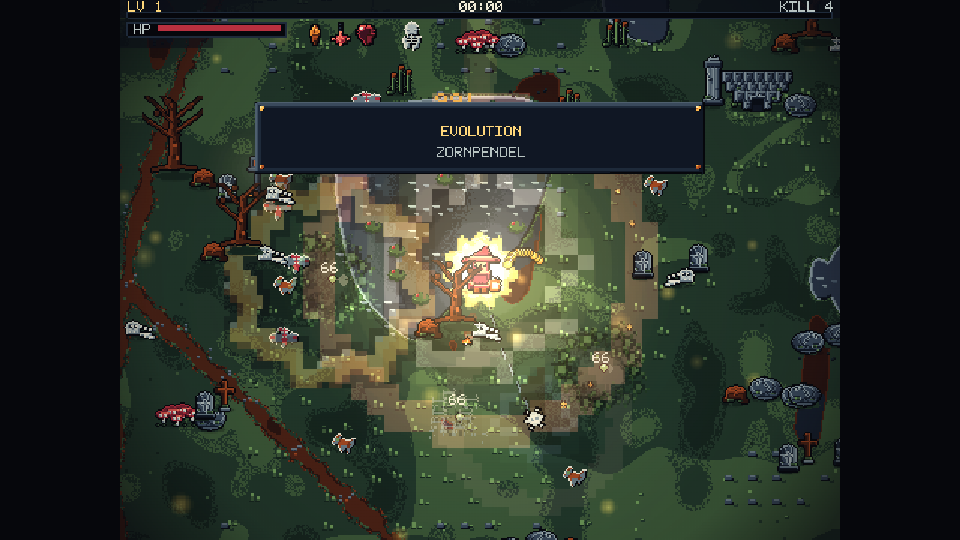 LV 1
00:00
KILL 4
HP
EVOLUTION
ZORNPENDEL
66
66
66